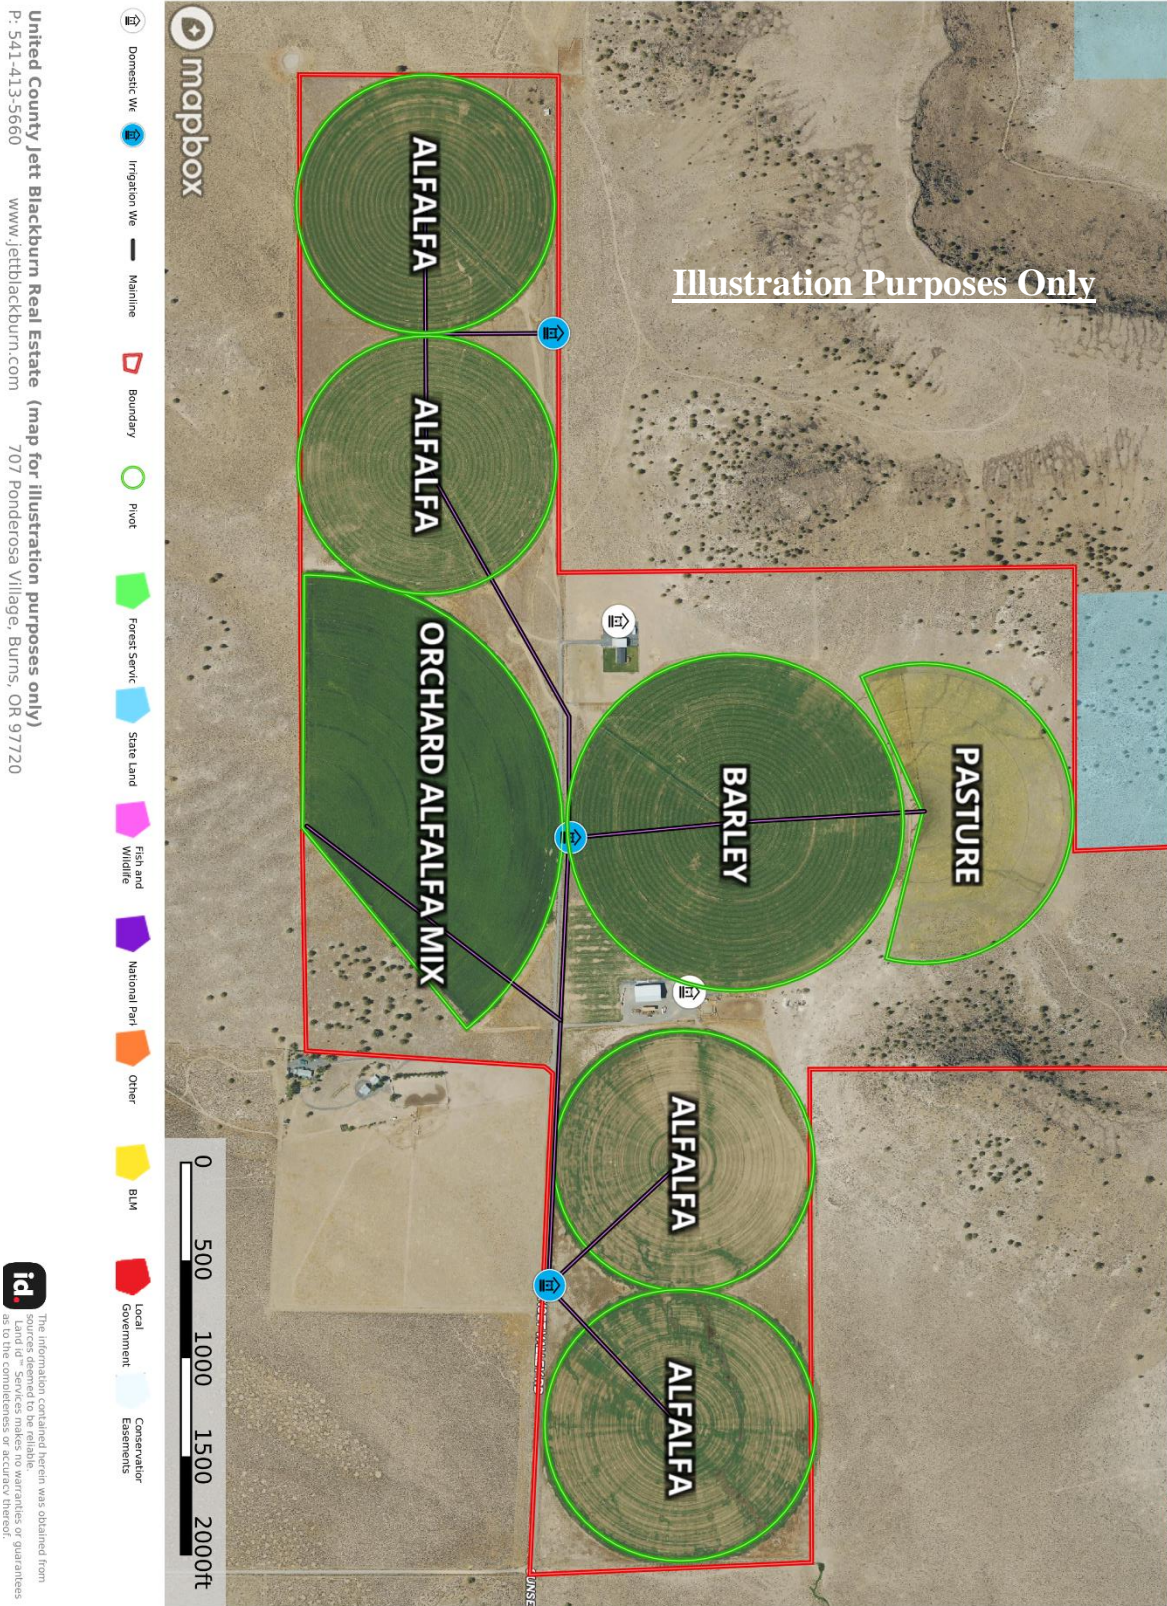 Illustration Purposes Only
ALFALFA
ALFALFA
ORCHARD ALFALFA MIX
BARLEY
PASTURE
ALFALFA
ALFALFA
mapbox
0 500 1000 1500 2000ft
Domestic We
Irrigation We
Mainline
Boundary
Pivot
Forest Servic
State Land
Fish and
Wildlife
National Park
Other
BLM
Local
Government
Conservation
Easements
United County Jett Blackburn Real Estate (map for illustration purposes only)
P: 541-413-5660 www.jettblackburn.com 707 Ponderosa Village, Burns, OR 97720
id.
The information contained herein was obtained from
sources deemed to be reliable.
Land id™ Services makes no warranties or guarantees
as to the completeness or accuracy thereof.